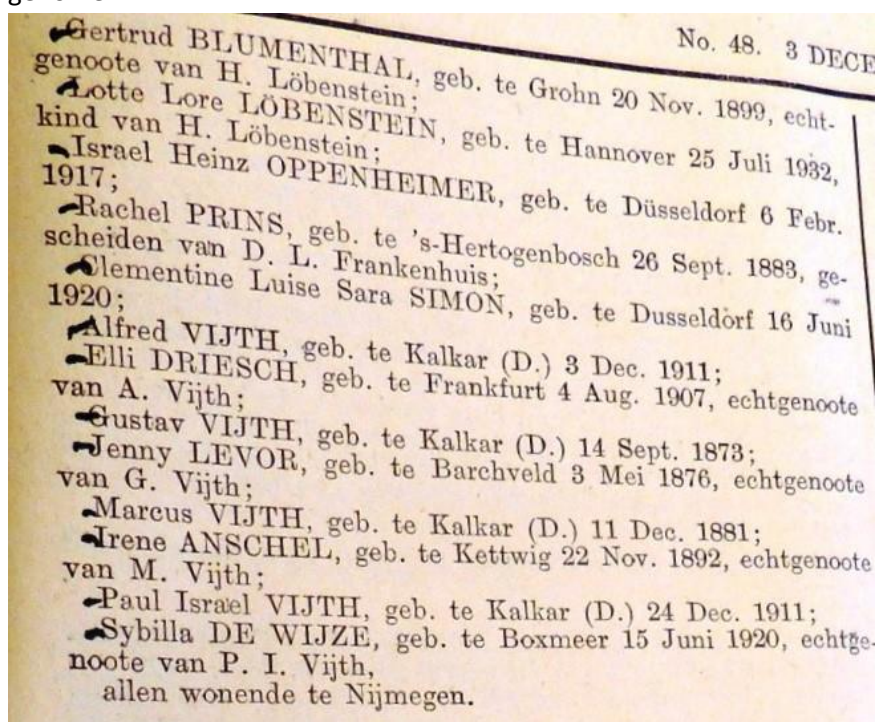 No. 48. 3 DECE
Gertrud BLUMENTHAL, geb. te Grohn 20 Nov. 1899, echt-
genoote van H. Löbenstein;
Lotte Lore LÖBENSTEIN, geb. te Hannover 25 Juli 1932,
kind van H. Löbenstein;
Israel Heinz OPPENHEIMER, geb. te Düsseldorf 6 Febr.
1917;
Rachel PRINS, geb. te 's-Hertogenbosch 26 Sept. 1883, ge-
scheiden van D. L. Frankenhuis;
Clementine Luise Sara SIMON, geb. te Dusseldorf 16 Juni
1920;
Alfred VIJTH, geb. te Kalkar (D.) 3 Dec. 1911;
Elli DRIESCH, geb. te Frankfurt 4 Aug. 1907, echtgenoote
van A. Vijth;
Gustav VIJTH, geb. te Kalkar (D.) 14 Sept. 1873;
Jenny LEVOR, geb. te Barchveld 3 Mei 1876, echtgenoote
van G. Vijth;
Marcus VIJTH, geb. te Kalkar (D.) 11 Dec. 1881;
Irene ANSCHEL, geb. te Kettwig 22 Nov. 1892, echtgenoote
van M. Vijth;
Paul Israel VIJTH, geb. te Kalkar (D.) 24 Dec. 1911;
Sybilla DE WIJZE, geb. te Boxmeer 15 Juni 1920, echtge-
noote van P. I. Vijth,
allen wonende te Nijmegen.